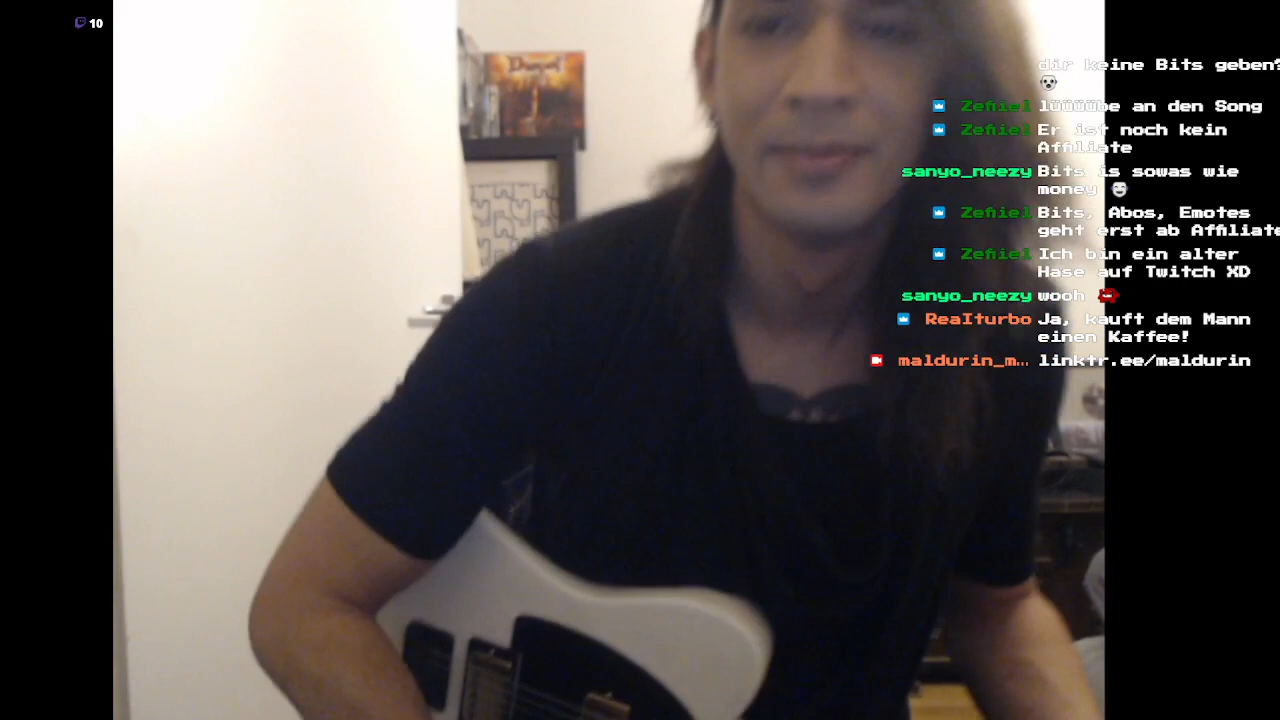 10
dir keine Bits geben?
Zefiel lüüüübe an den Song
Zefiel Er ist noch kein
Affiliate
sanyo_neezy Bits is sowas wie
money
Zefiel Bits, Abos, Emotes
geht erst ab Affiliate
Zefiel Ich bin ein alter
Hase auf Twitch XD
sanyo_neezy wooh
ReaIturbo Ja, kauft dem Mann
einen Kaffee!
maldurin_m… linktr.ee/maldurin